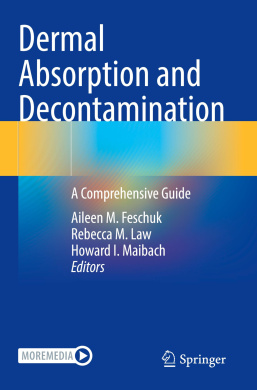 Dermal
Absorption and
Decontamination
A Comprehensive Guide
Aileen M. Feschuk
Rebecca M. Law
Howard I. Maibach
Editors
MOREMEDIA
Springer